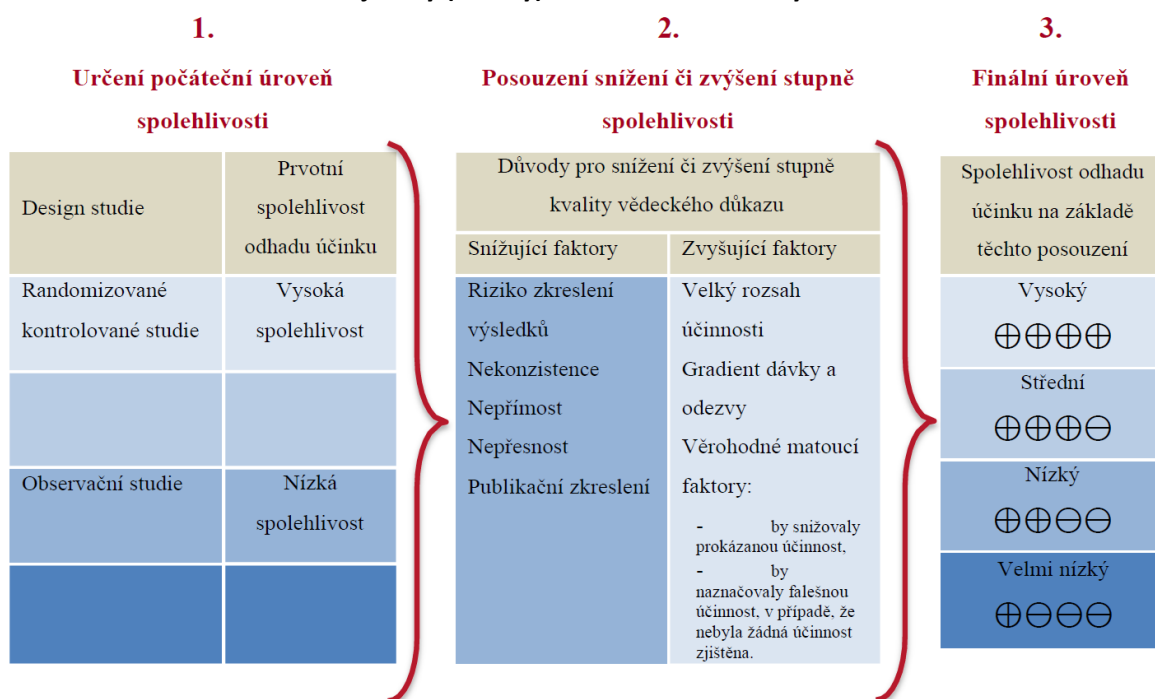 1.
Určení počáteční úroveň
spolehlivosti
Design studie
Prvotní
spolehlivost
odhadu účinku
Randomizované
kontrolované studie
Vysoká
spolehlivost
Observační studie
Nízká
spolehlivost
2.
Posouzení snížení či zvýšení stupně
spolehlivosti
Důvody pro snížení či zvýšení stupně
kvality vědeckého důkazu
Snížující faktory
Zvyšující faktory
Riziko zkreslení
výsledků
Nekonzistence
Nepřímost
Nepřesnost
Publikační zkreslení
Velký rozsah
účinnosti
Gradient dávky a
odezvy
Věrohodné matoucí
faktory:
- by snižovaly
prokázanou účinnost,
- by
naznačovaly falešnou
účinnost, v případě, že
nebyla žádná účinnost
zjištěna.
3.
Finální úroveň
spolehlivosti
Spolehlivost odhadu
účinku na základě
těchto posouzení
Vysoký
⊕⊕⊕⊕
Střední
⊕⊕⊕⊖
Nízký
⊕⊕⊖⊖
Velmi nízký
⊕⊖⊖⊖